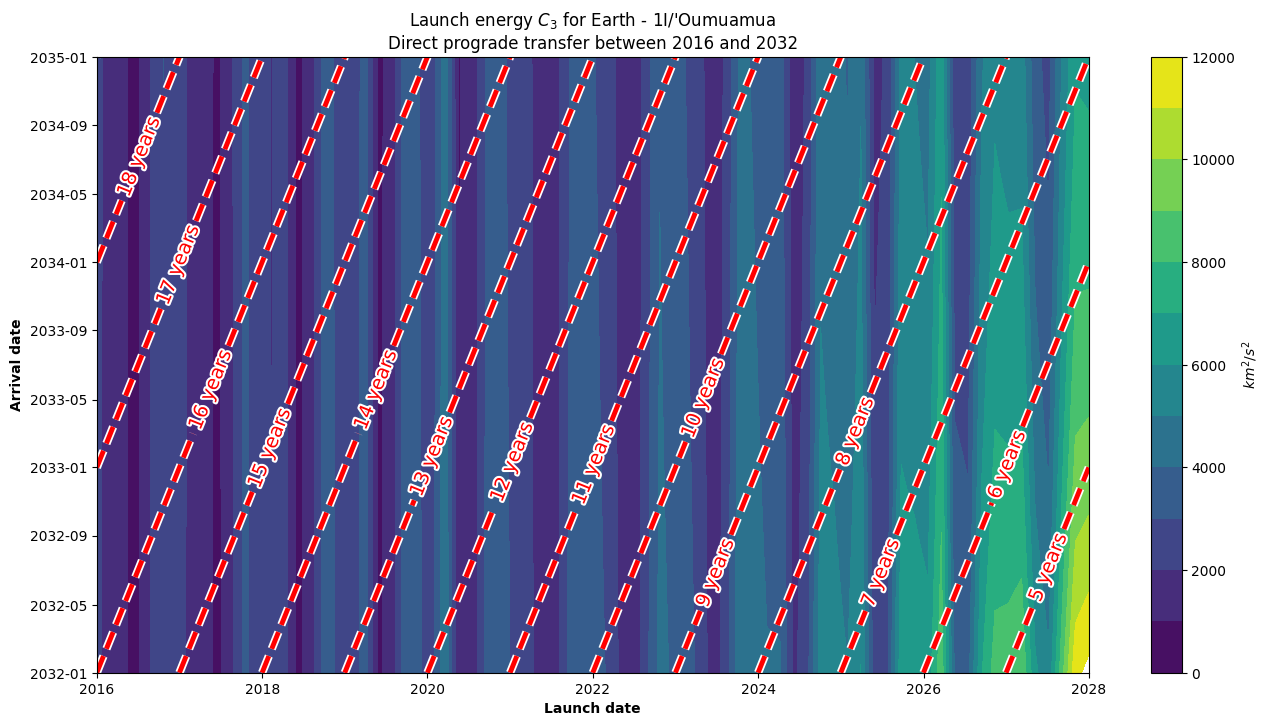 Launch energy $C_3$ for Earth - 1I/'Oumuamua
Direct prograde transfer between 2016 and 2032
2035-01
2034-09
2034-05
2034-01
2033-09
2033-05
2033-01
2032-09
2032-05
2032-01
Arrival date
18 years
17 years
16 years
15 years
14 years
13 years
12 years
11 years
10 years
9 years
8 years
7 years
6 years
5 years
2016
2018
2020
2022
2024
2026
2028
Launch date
12000
10000
8000
6000
4000
2000
0
$km^2/s^2$